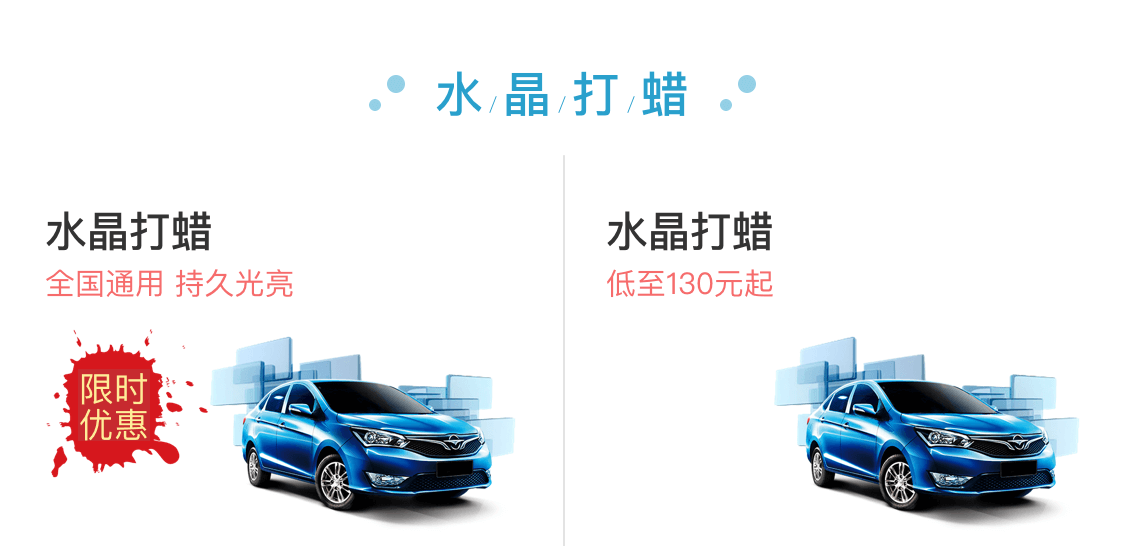 水/晶/打/蜡
水晶打蜡
全国通用 持久光亮
限时
优惠
水晶打蜡
低至130元起